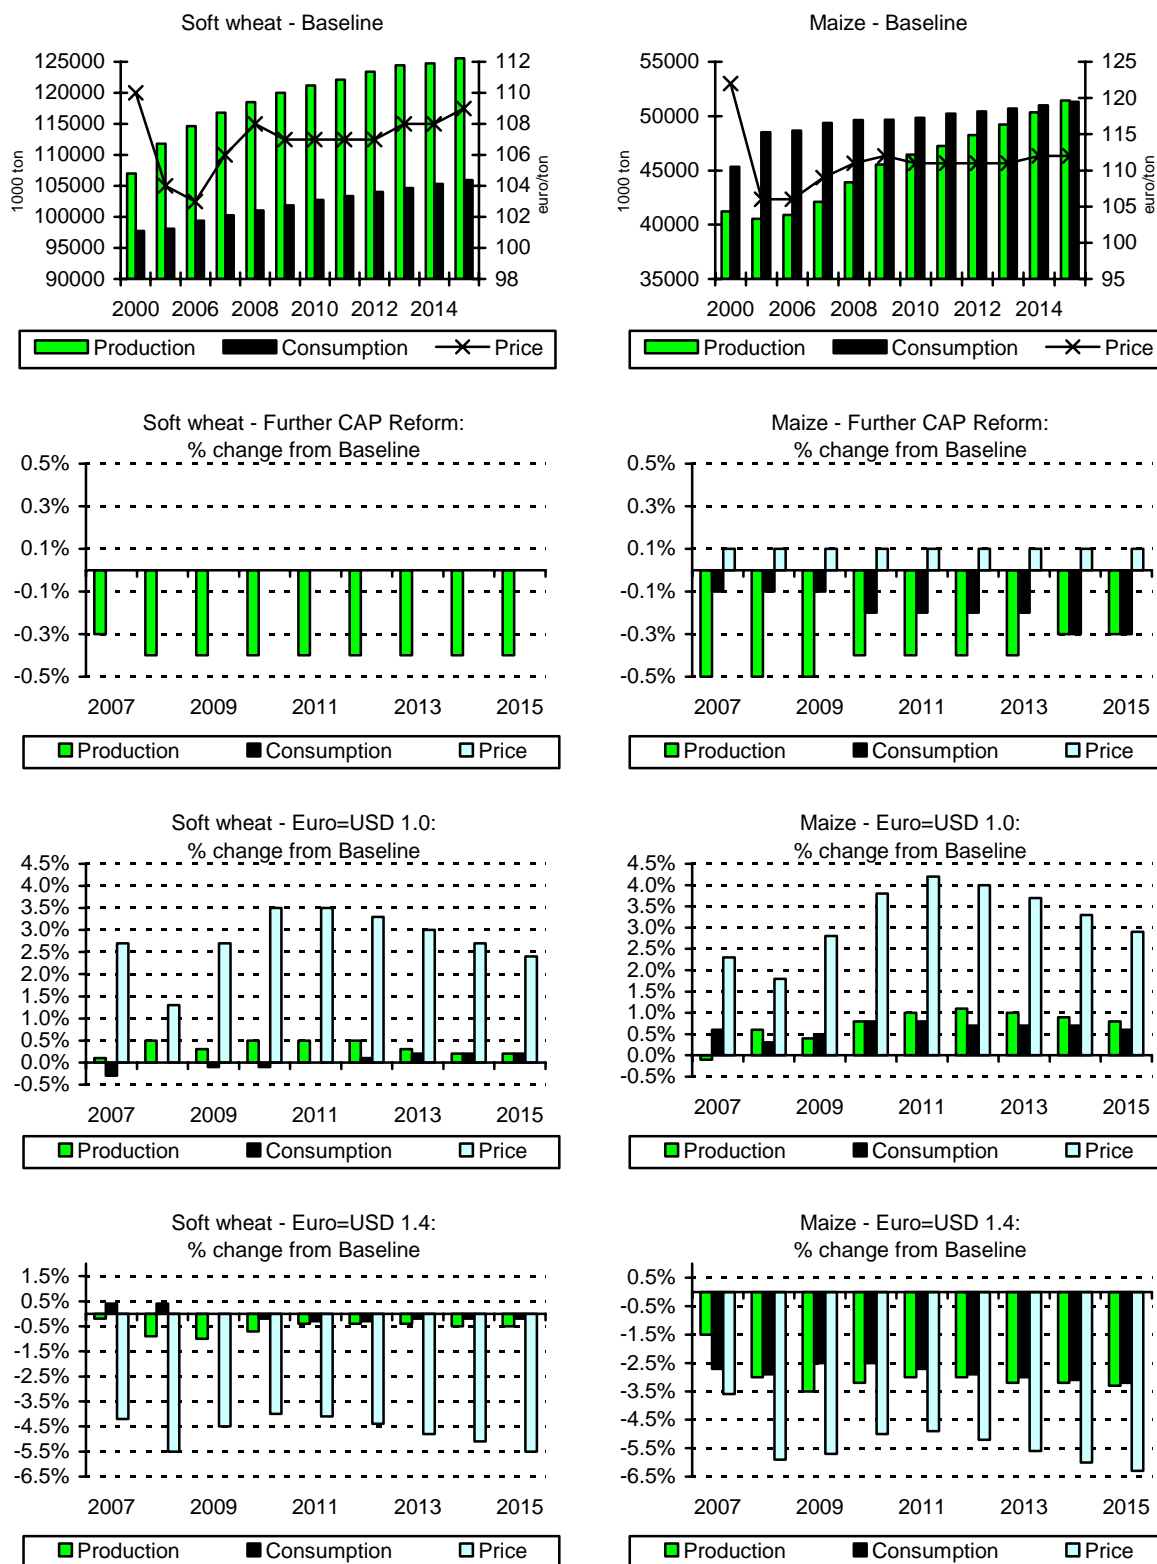 Soft wheat - Baseline
125000
120000
115000
110000
105000
100000
95000
90000
1000 ton
112
110
108
106
104
102
100
98
euro/ton
2000 2006 2008 2010 2012 2014
Production Consumption Price
Maize - Baseline
55000
50000
45000
40000
35000
1000 ton
125
120
115
110
105
100
95
euro/ton
2000 2006 2008 2010 2012 2014
Production Consumption Price
Soft wheat - Further CAP Reform:
% change from Baseline
0.5%
0.3%
0.1%
-0.1%
-0.3%
-0.5%
2007 2009 2011 2013 2015
Production Consumption Price
Maize - Further CAP Reform:
% change from Baseline
0.5%
0.3%
0.1%
-0.1%
-0.3%
-0.5%
2007 2009 2011 2013 2015
Production Consumption Price
Soft wheat - Euro=USD 1.0:
% change from Baseline
4.5%
4.0%
3.5%
3.0%
2.5%
2.0%
1.5%
1.0%
0.5%
0.0%
-0.5%
2007 2009 2011 2013 2015
Production Consumption Price
Maize - Euro=USD 1.0:
% change from Baseline
4.5%
4.0%
3.5%
3.0%
2.5%
2.0%
1.5%
1.0%
0.5%
0.0%
-0.5%
2007 2009 2011 2013 2015
Production Consumption Price
Soft wheat - Euro=USD 1.4:
% change from Baseline
1.5%
0.5%
-0.5%
-1.5%
-2.5%
-3.5%
-4.5%
-5.5%
-6.5%
2007 2009 2011 2013 2015
Production Consumption Price
Maize - Euro=USD 1.4:
% change from Baseline
0.5%
-0.5%
-1.5%
-2.5%
-3.5%
-4.5%
-5.5%
-6.5%
2007 2009 2011 2013 2015
Production Consumption Price